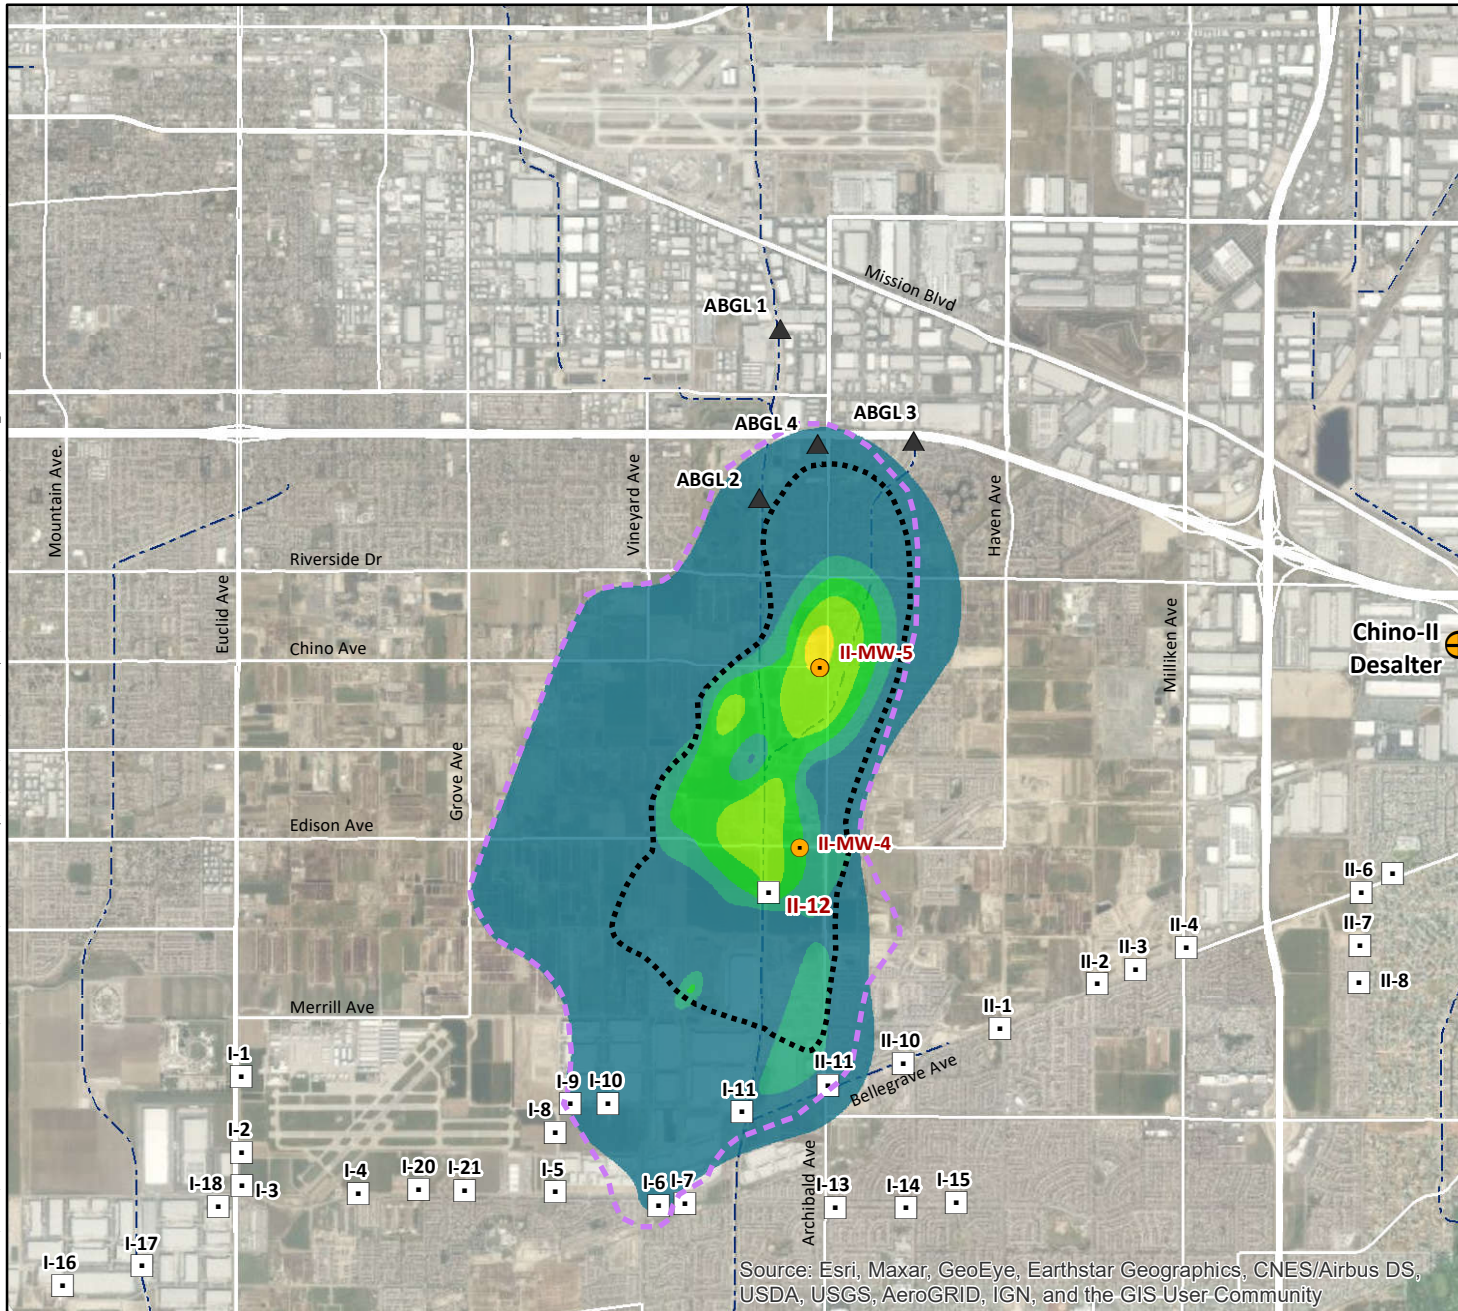 Mission Blvd
ABGL 1
ABGL 4
ABGL 3
ABGL 2
Mountain Ave.
Vineyard Ave
Haven Ave
Riverside Dr
Euclid Ave
Milliken Ave
Chino Ave
II-MW-5
Chino-II
Desalter
Grove Ave
Edison Ave
II-MW-4
II-12
II-6
II-7
II-8
II-4
II-3
II-2
II-1
Merrill Ave
II-10
II-11
Bellegrave Ave
I-1
I-9
I-10
I-11
I-8
I-2
I-18
I-3
I-4
I-20
I-21
I-5
I-6
I-7
Archibald Ave
I-13
I-14
I-15
I-17
I-16
Source: Esri, Maxar, GeoEye, Earthstar Geographics, CNES/Airbus DS,
USDA, USGS, AeroGRID, IGN, and the GIS User Community